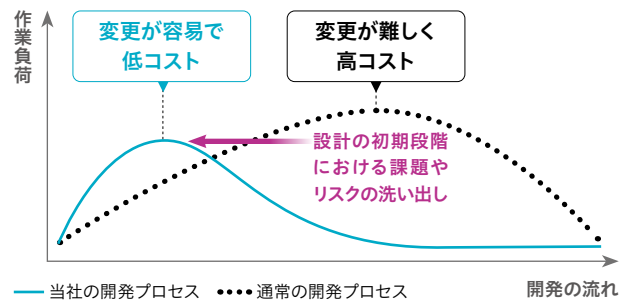 作業負荷
変更が容易で
低コスト
変更が難しく
高コスト
設計の初期段階
における課題や
リスクの洗い出し
当社の開発プロセス
通常の開発プロセス
開発の流れ